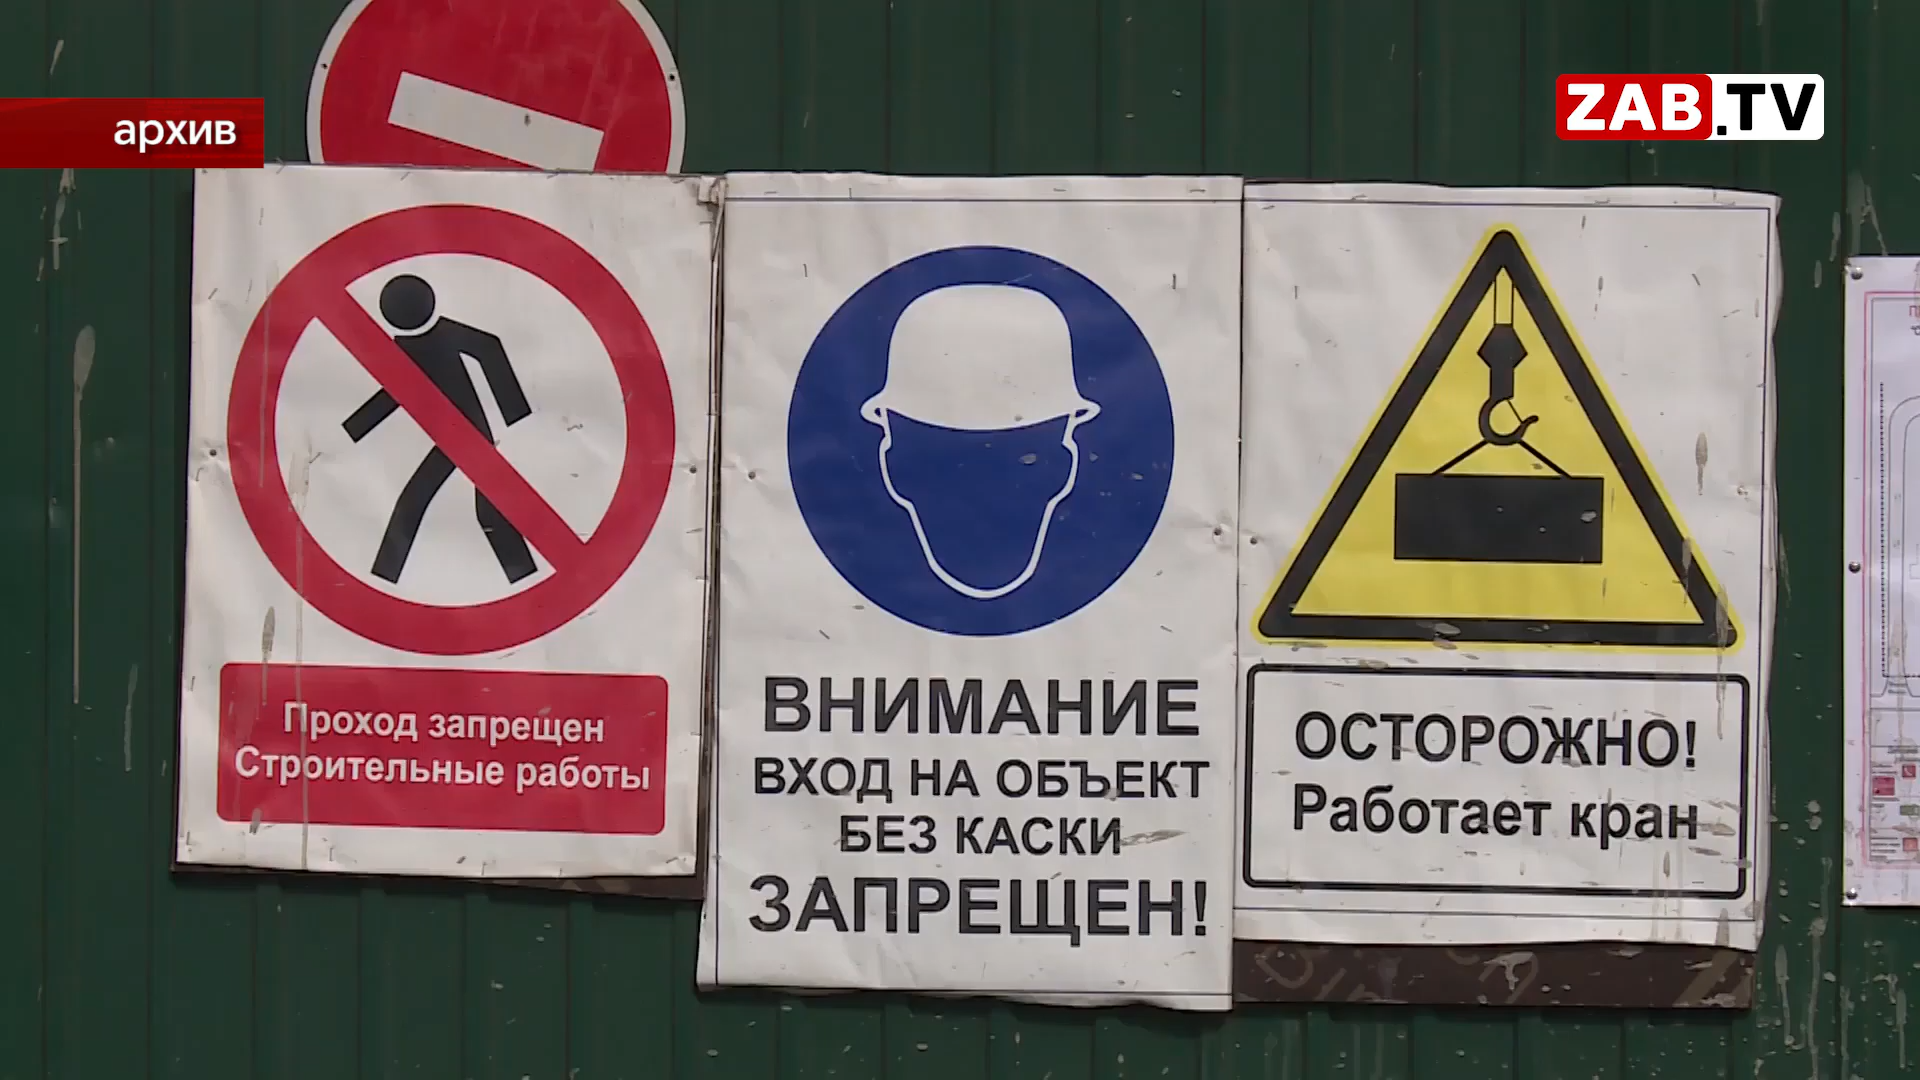 архив
ZAB.TV
Проход запрещен
Строительные работы
ВНИМАНИЕ
ВХОД НА ОБЪЕКТ
БЕЗ КАСКИ
ЗАПРЕЩЕН!
ОСТОРОЖНО!
Работает кран